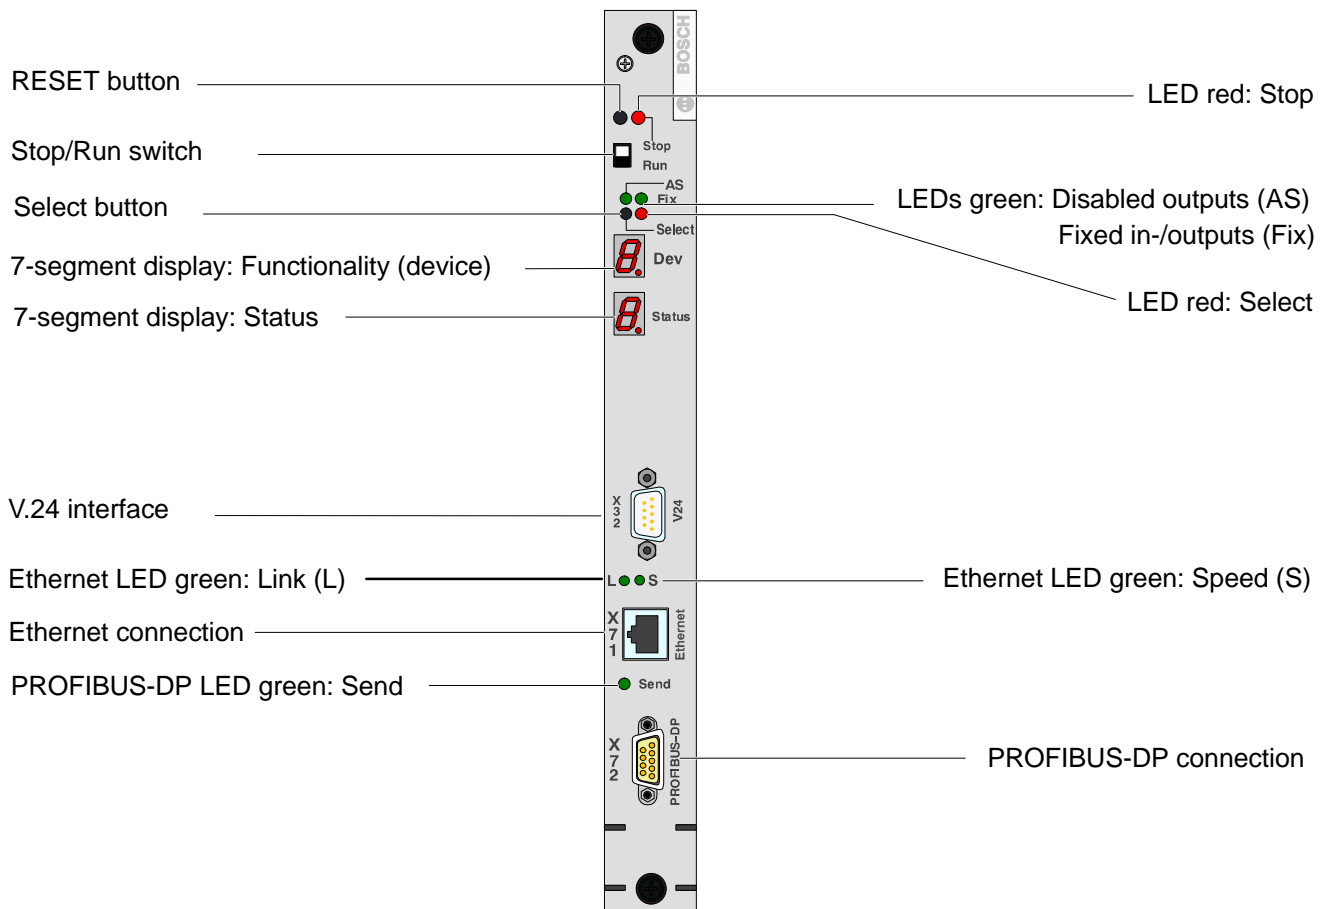 BOSCH
RESET button
LED red: Stop
Stop/Run switch
Stop
Run
AS
Fix
LEDs green: Disabled outputs (AS)
Fixed in-/outputs (Fix)
Select button
Select
7-segment display: Functionality (device)
8.
Dev
LED red: Select
7-segment display: Status
8.
Status
V.24 interface
X32
V24
Ethernet LED green: Link (L)
L
S
Ethernet LED green: Speed (S)
Ethernet connection
X71
Ethernet
PROFIBUS-DP LED green: Send
Send
X72
PROFIBUS-DP
PROFIBUS-DP connection